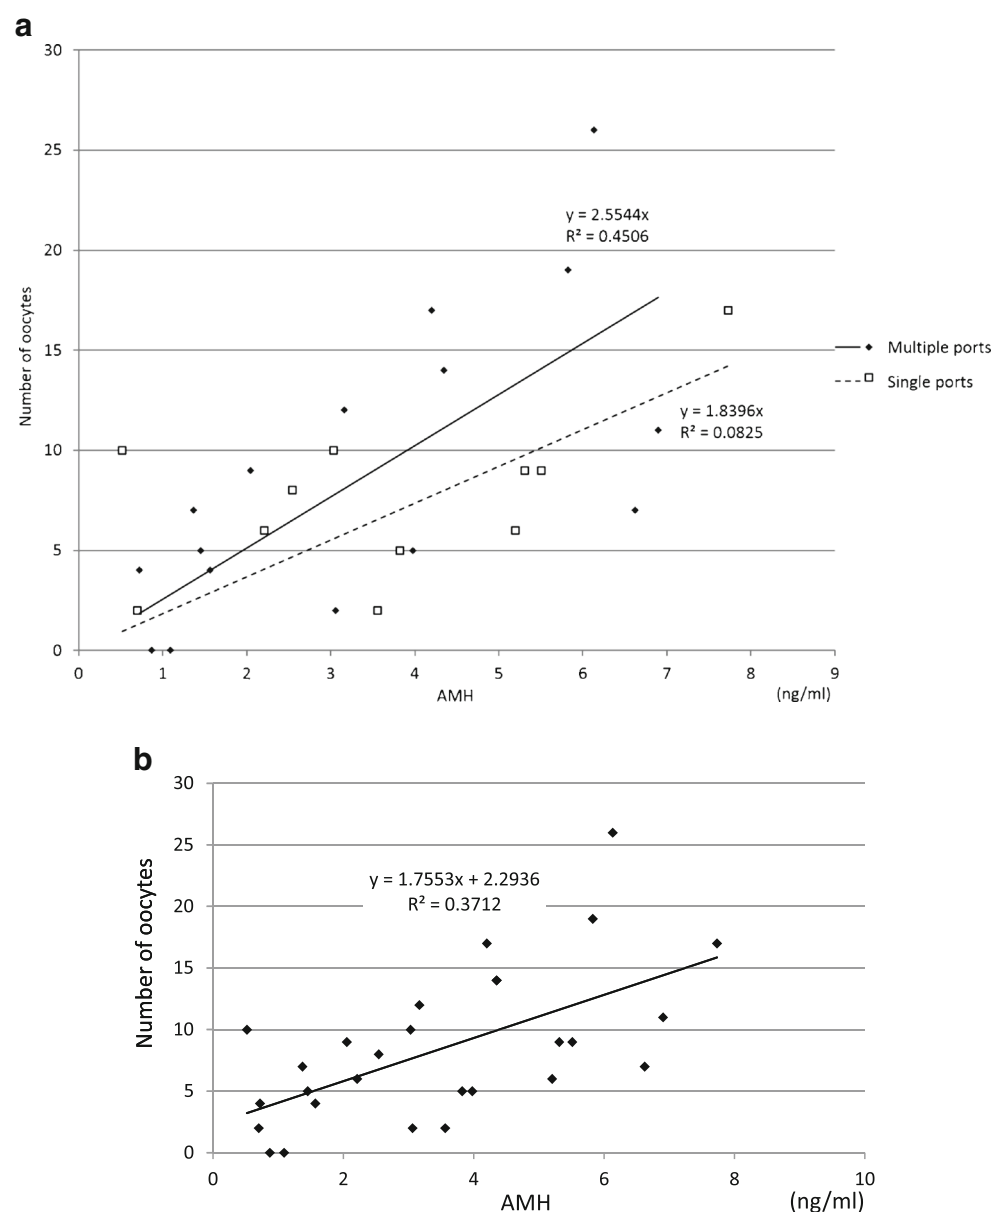 a
30
25
20
15
10
5
0
Number of oocytes
y = 2.5544x
R² = 0.4506
y = 1.8396x
R² = 0.0825
Multiple ports
Single ports
0 1 2 3 4 5 6 7 8 9
AMH (ng/ml)
b
30
25
20
15
10
5
0
Number of oocytes
y = 1.7553x + 2.2936
R² = 0.3712
0 2 4 6 8 10
AMH (ng/ml)